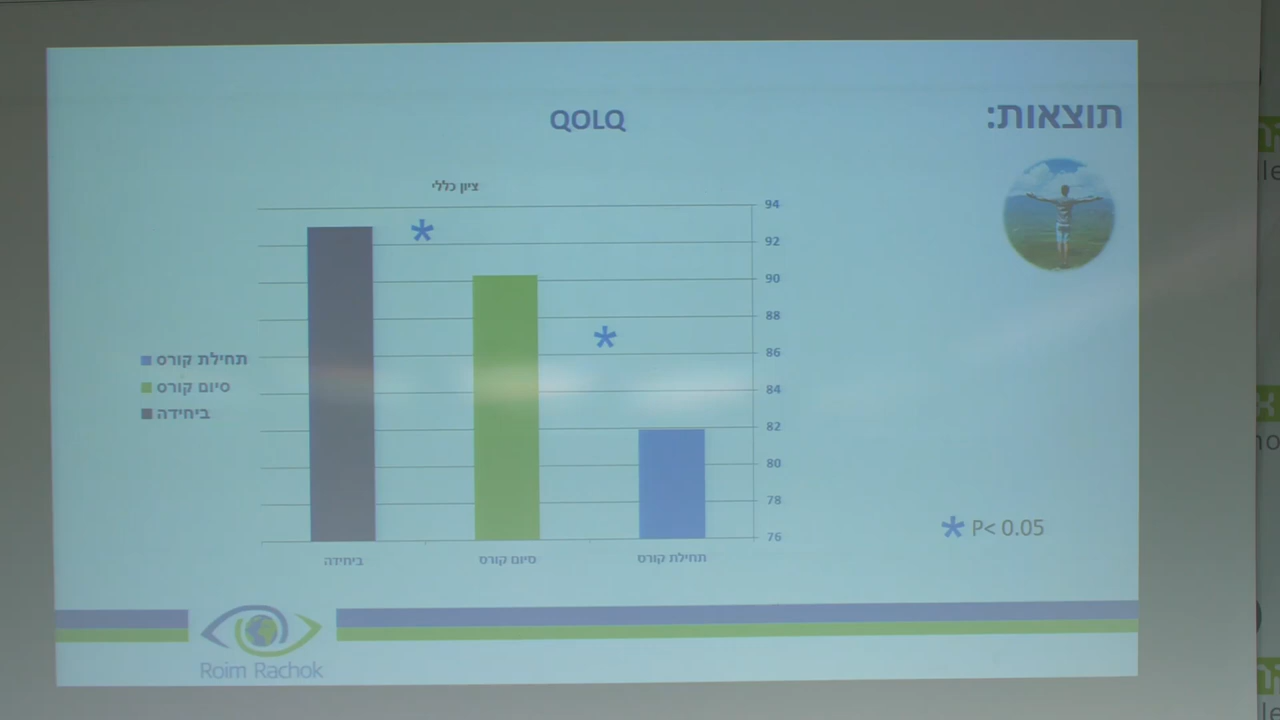 תוצאות:
QOLQ
ציון כללי
94
92
90
88
86
84
82
80
78
76
תחילת קורס
סיום קורס
ביחידה
תחילת קורס
סיום קורס
ביחידה
* P< 0.05
Roim Rachok